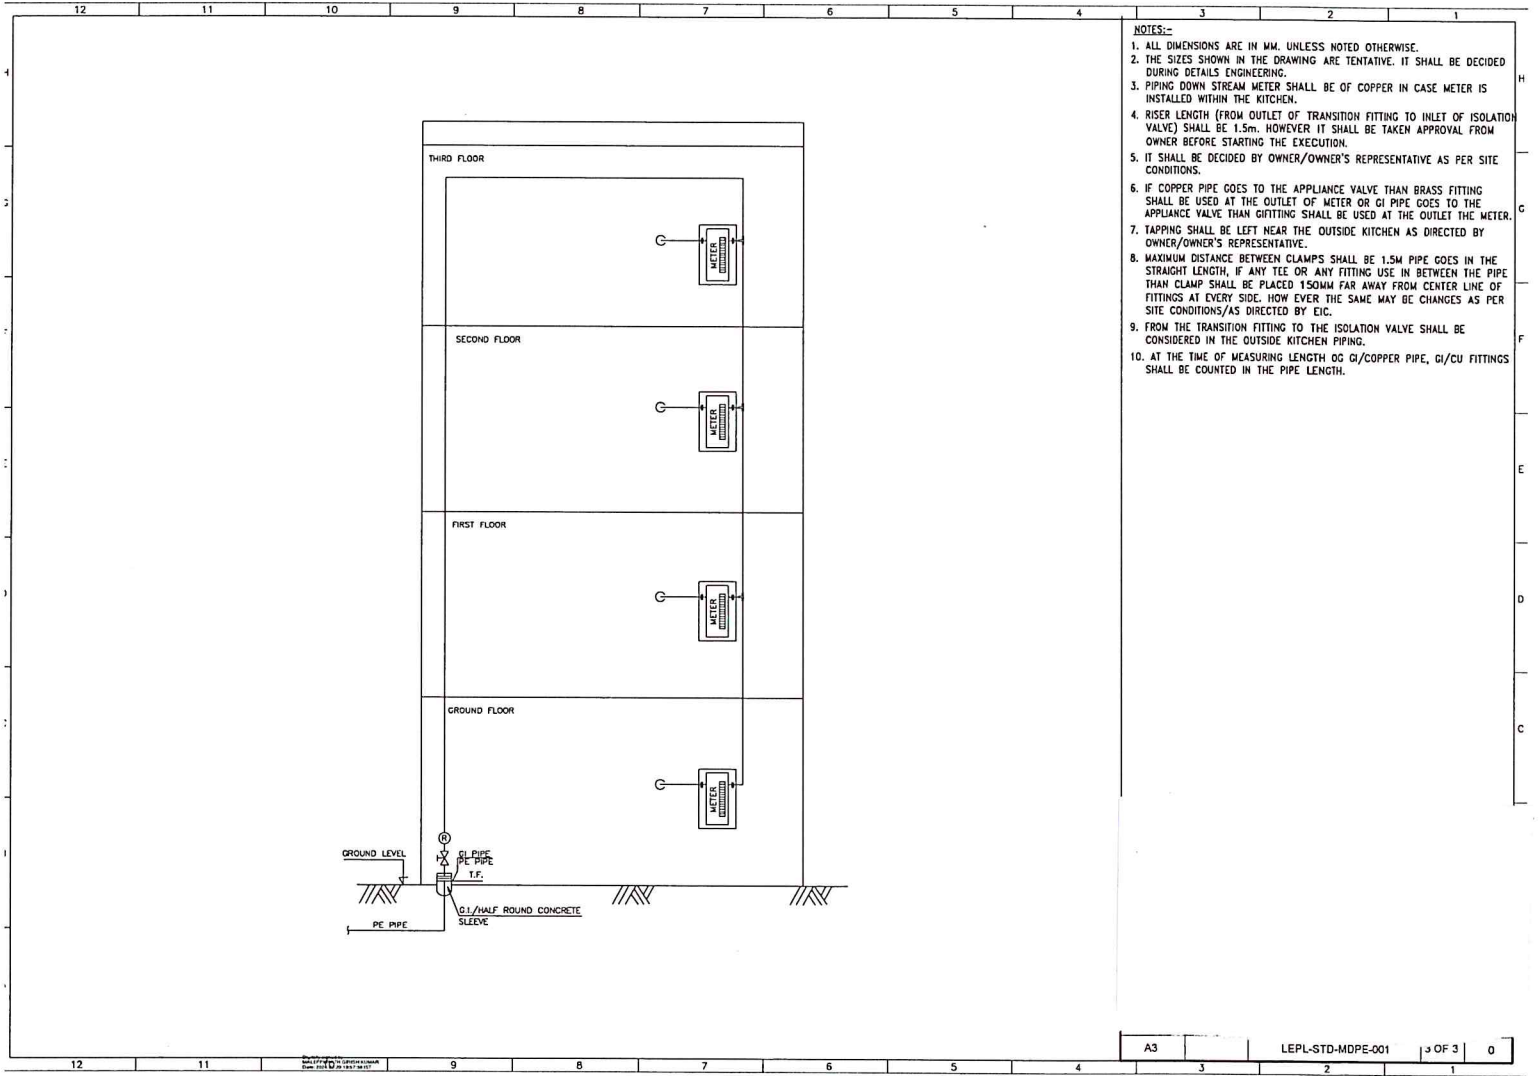 12 11 10 9 8 7 6 5 4 3 2 1
NOTES:-
1. ALL DIMENSIONS ARE IN MM. UNLESS NOTED OTHERWISE.
2. THE SIZES SHOWN IN THE DRAWING ARE TENTATIVE. IT SHALL BE DECIDED
DURING DETAILS ENGINEERING.
3. PIPING DOWN STREAM METER SHALL BE OF COPPER IN CASE METER IS
INSTALLED WITHIN THE KITCHEN.
4. RISER LENGTH (FROM OUTLET OF TRANSITION FITTING TO INLET OF ISOLATION
VALVE) SHALL BE 1.5m. HOWEVER IT SHALL BE TAKEN APPROVAL FROM
OWNER BEFORE STARTING THE EXECUTION.
5. IT SHALL BE DECIDED BY OWNER/OWNER'S REPRESENTATIVE AS PER SITE
CONDITIONS.
6. IF COPPER PIPE GOES TO THE APPLIANCE VALVE THAN BRASS FITTING
SHALL BE USED AT THE OUTLET OF METER OR GI PIPE GOES TO THE
APPLIANCE VALVE THAN GIFITTING SHALL BE USED AT THE OUTLET THE METER.
7. TAPPING SHALL BE LEFT NEAR THE OUTSIDE KITCHEN AS DIRECTED BY
OWNER/OWNER'S REPRESENTATIVE.
8. MAXIMUM DISTANCE BETWEEN CLAMPS SHALL BE 1.5M PIPE GOES IN THE
STRAIGHT LENGTH, IF ANY TEE OR ANY FITTING USE IN BETWEEN THE PIPE
THAN CLAMP SHALL BE PLACED 150MM FAR AWAY FROM CENTER LINE OF
FITTINGS AT EVERY SIDE. HOW EVER THE SAME MAY BE CHANGES AS PER
SITE CONDITIONS/AS DIRECTED BY EIC.
9. FROM THE TRANSITION FITTING TO THE ISOLATION VALVE SHALL BE
CONSIDERED IN THE OUTSIDE KITCHEN PIPING.
10. AT THE TIME OF MEASURING LENGTH OG GI/COPPER PIPE, GI/CU FITTINGS
SHALL BE COUNTED IN THE PIPE LENGTH.
H
G
F
E
D
C
THIRD FLOOR
METER
SECOND FLOOR
METER
FIRST FLOOR
METER
GROUND FLOOR
METER
R
GROUND LEVEL
GI PIPE
PE PIPE
T.F.
G.I./HALF ROUND CONCRETE
SLEEVE
PE PIPE
A3 LEPL-STD-MDPE-001 3 OF 3 0
12 11 10 9 8 7 6 5 4 3 2 1